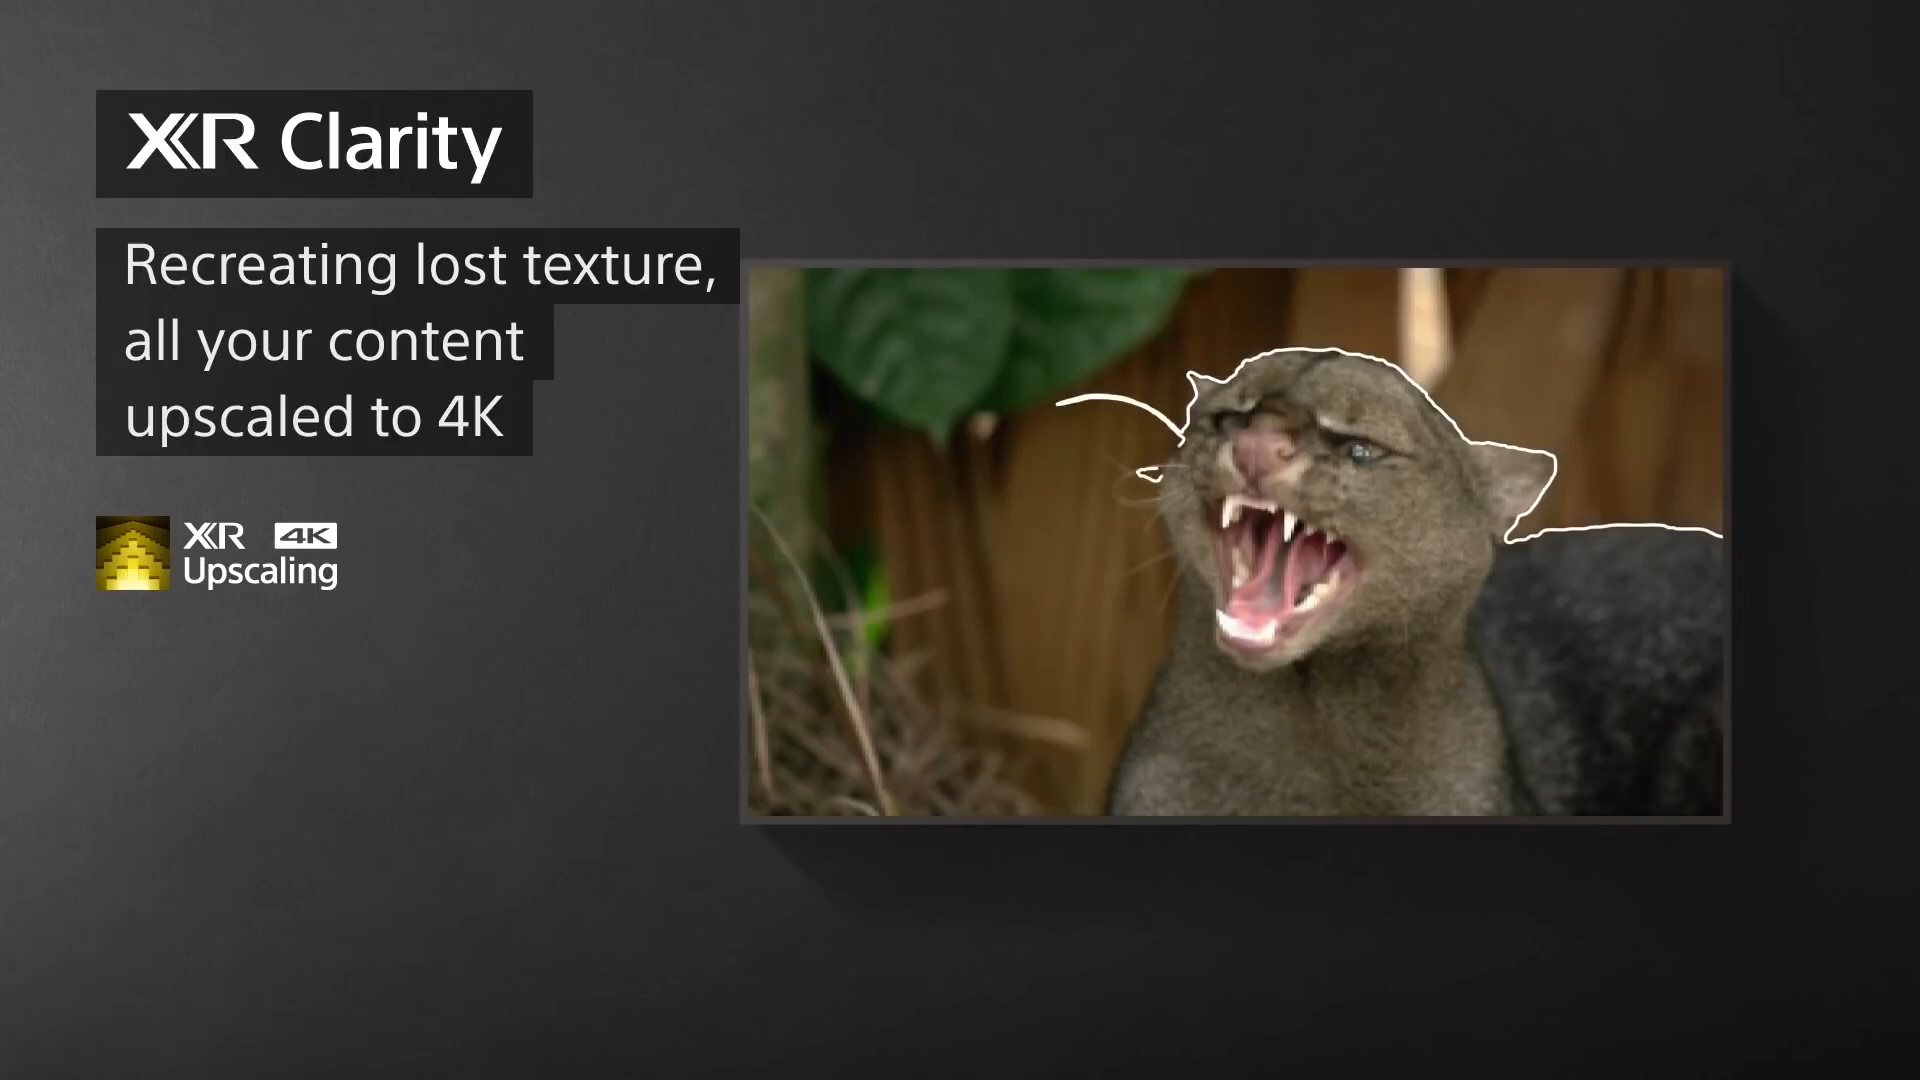 XR Clarity
Recreating lost texture,
all your content
upscaled to 4K
XR 4K
Upscaling